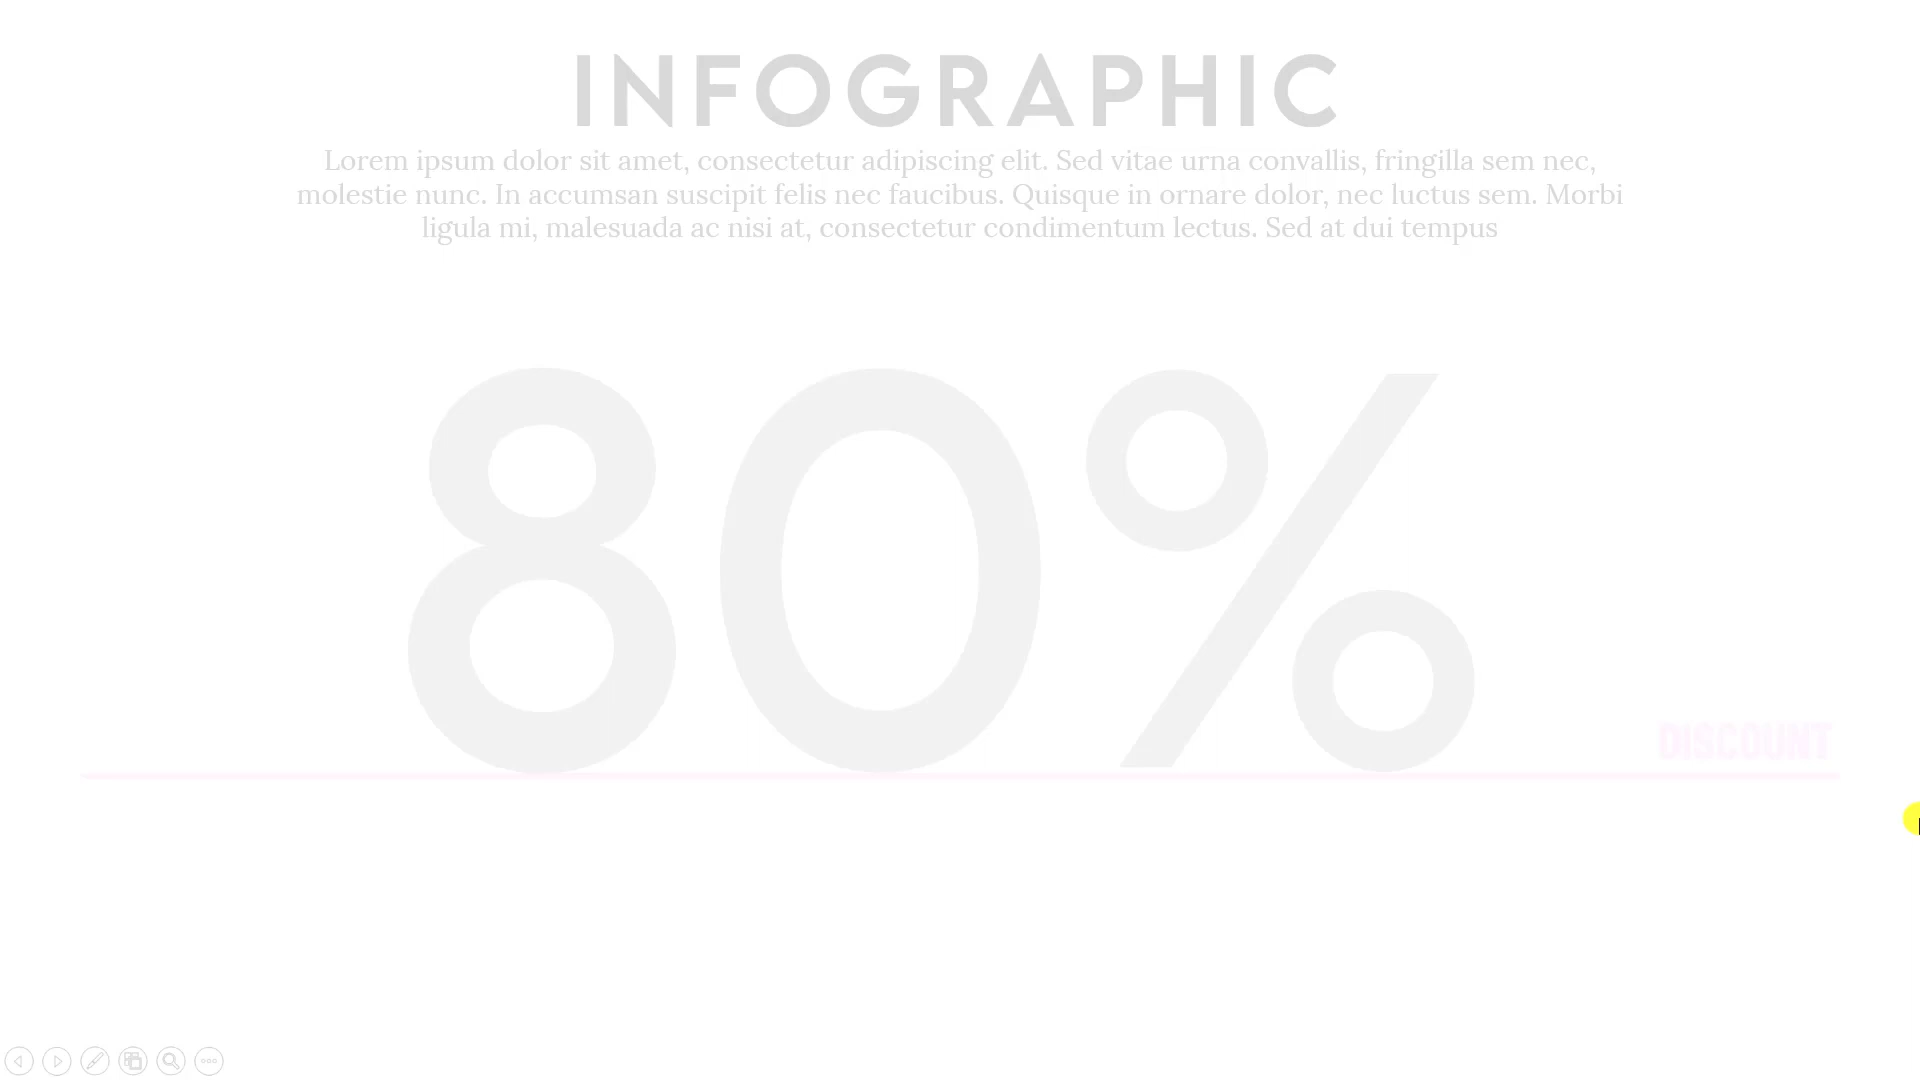 INFOGRAPHIC
Lorem ipsum dolor sit amet, consectetur adipiscing elit. Sed vitae urna convallis, fringilla sem nec,
molestie nunc. In accumsan suscipit felis nec faucibus. Quisque in ornare dolor, nec luctus sem. Morbi
ligula mi, malesuada ac nisi at, consectetur condimentum lectus. Sed at dui tempus
80%
DISCOUNT